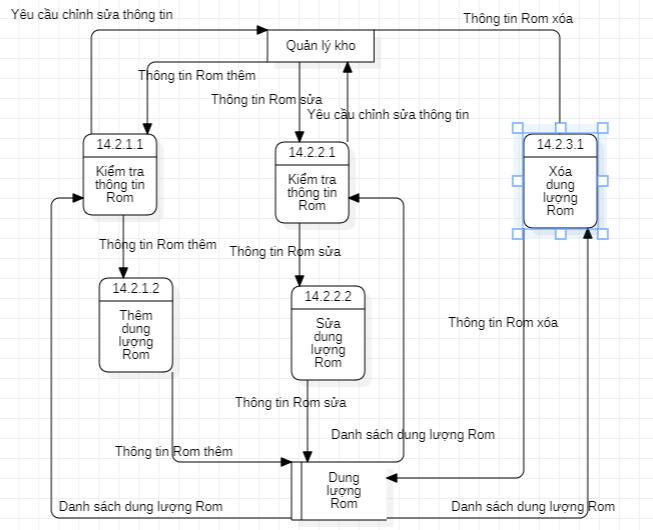 Yêu cầu chỉnh sửa thông tin
Thông tin Rom xóa
Quản lý kho
Thông tin Rom thêm
Thông tin Rom sửa
Yêu cầu chỉnh sửa thông tin
14.2.1.1
Kiểm tra
thông tin
Rom
14.2.2.1
Kiểm tra
thông tin
Rom
14.2.3.1
Xóa
dung
lượng
Rom
Thông tin Rom thêm
Thông tin Rom sửa
14.2.1.2
Thêm
dung
lượng
Rom
14.2.2.2
Sửa
dung
lượng
Rom
Thông tin Rom xóa
Thông tin Rom sửa
Danh sách dung lượng Rom
Thông tin Rom thêm
Dung
lượng
Rom
Danh sách dung lượng Rom
Danh sách dung lượng Rom